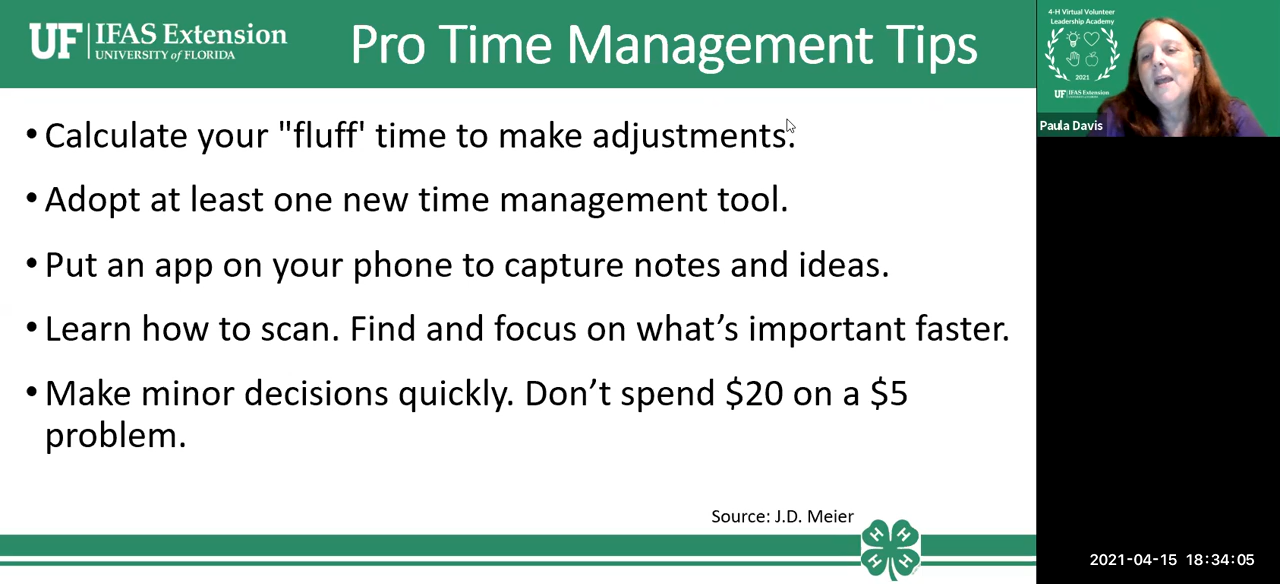 UF IFAS Extension
UNIVERSITY of FLORIDA
Pro Time Management Tips
• Calculate your "fluff' time to make adjustments.
• Adopt at least one new time management tool.
• Put an app on your phone to capture notes and ideas.
• Learn how to scan. Find and focus on what’s important faster.
• Make minor decisions quickly. Don’t spend $20 on a $5
problem.
Source: J.D. Meier
H H
H H
4-H Virtual Volunteer
Leadership Academy
2021
UF IFAS Extension
Paula Davis
2021-04-15 18:34:05